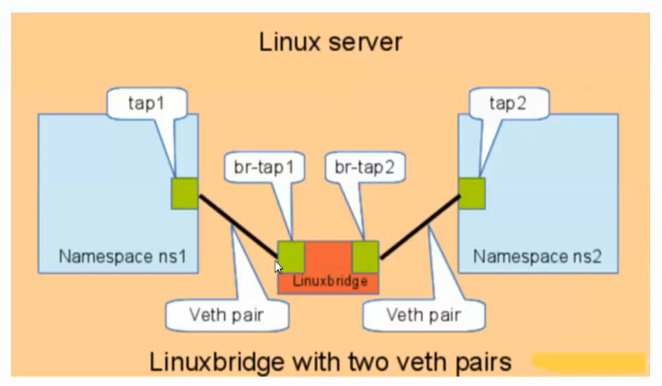 Linux server
tap1
tap2
br-tap1
br-tap2
Namespace ns1
Namespace ns2
Linuxbridge
Veth pair
Veth pair
Linuxbridge with two veth pairs